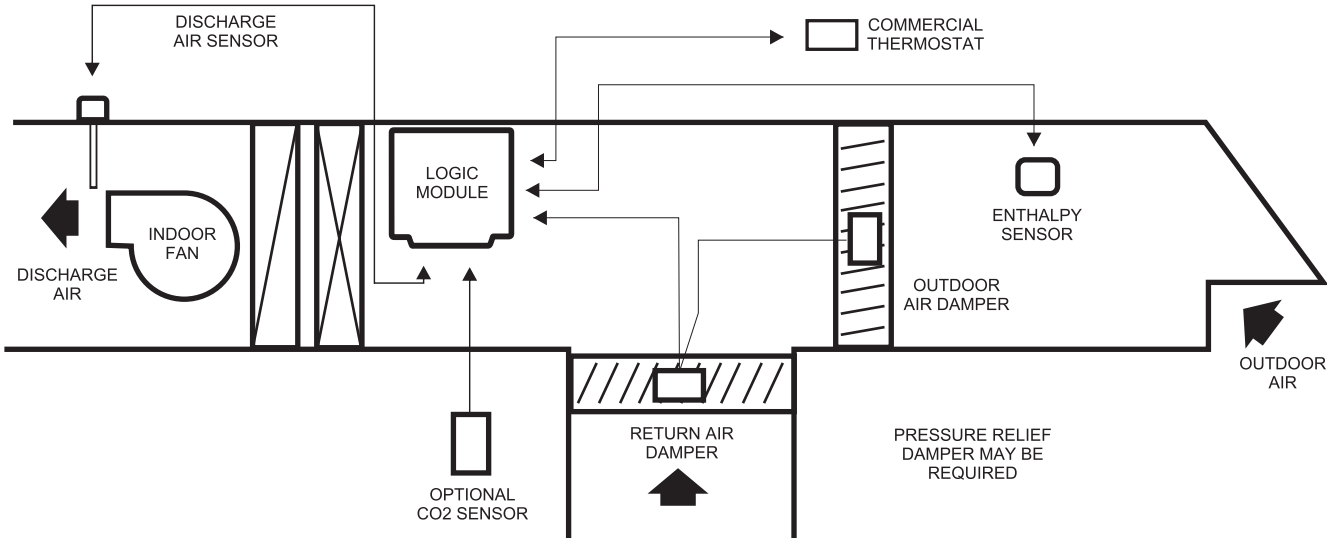 DISCHARGE
AIR SENSOR
COMMERCIAL
THERMOSTAT
LOGIC
MODULE
ENTHALPY
SENSOR
INDOOR
FAN
DISCHARGE
AIR
OUTDOOR
AIR DAMPER
OUTDOOR
AIR
RETURN AIR
DAMPER
PRESSURE RELIEF
DAMPER MAY BE
REQUIRED
OPTIONAL
CO2 SENSOR